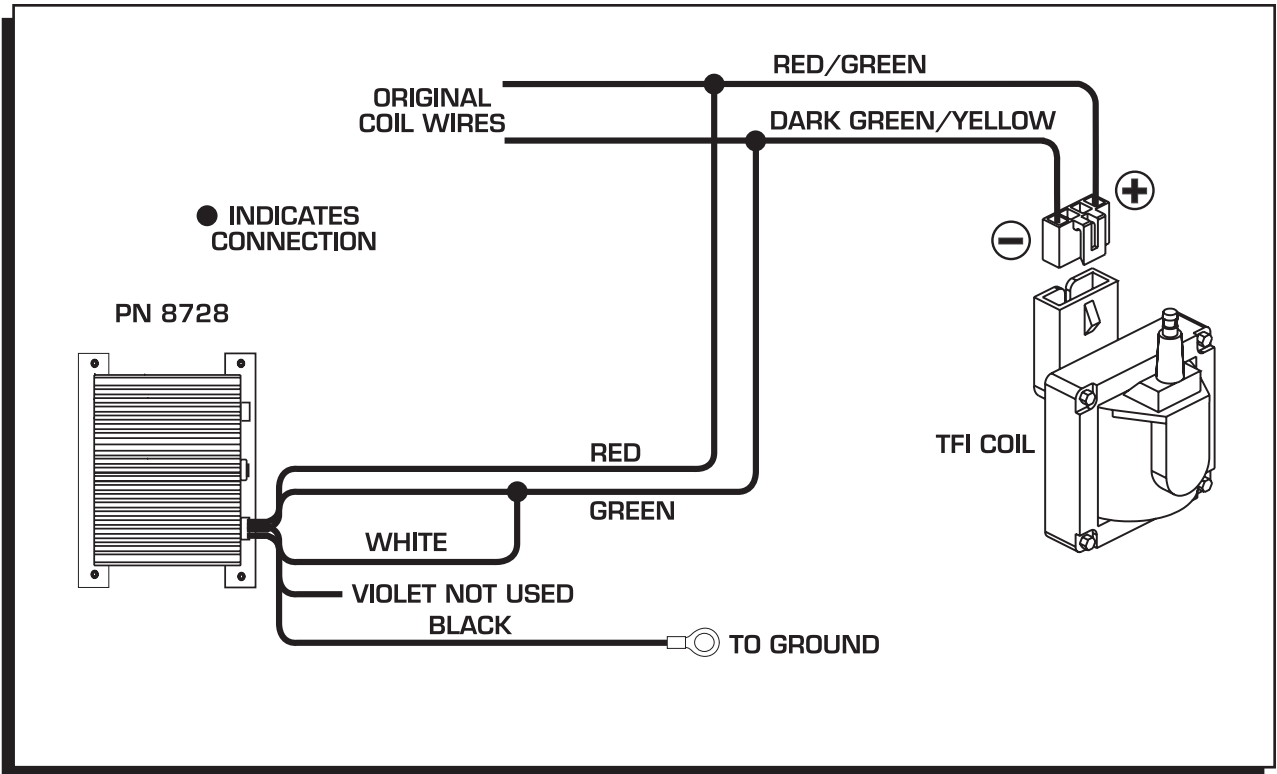 RED/GREEN
ORIGINAL
COIL WIRES
DARK GREEN/YELLOW
+
−
INDICATES
CONNECTION
PN 8728
TFI COIL
RED
GREEN
WHITE
VIOLET NOT USED
BLACK
TO GROUND